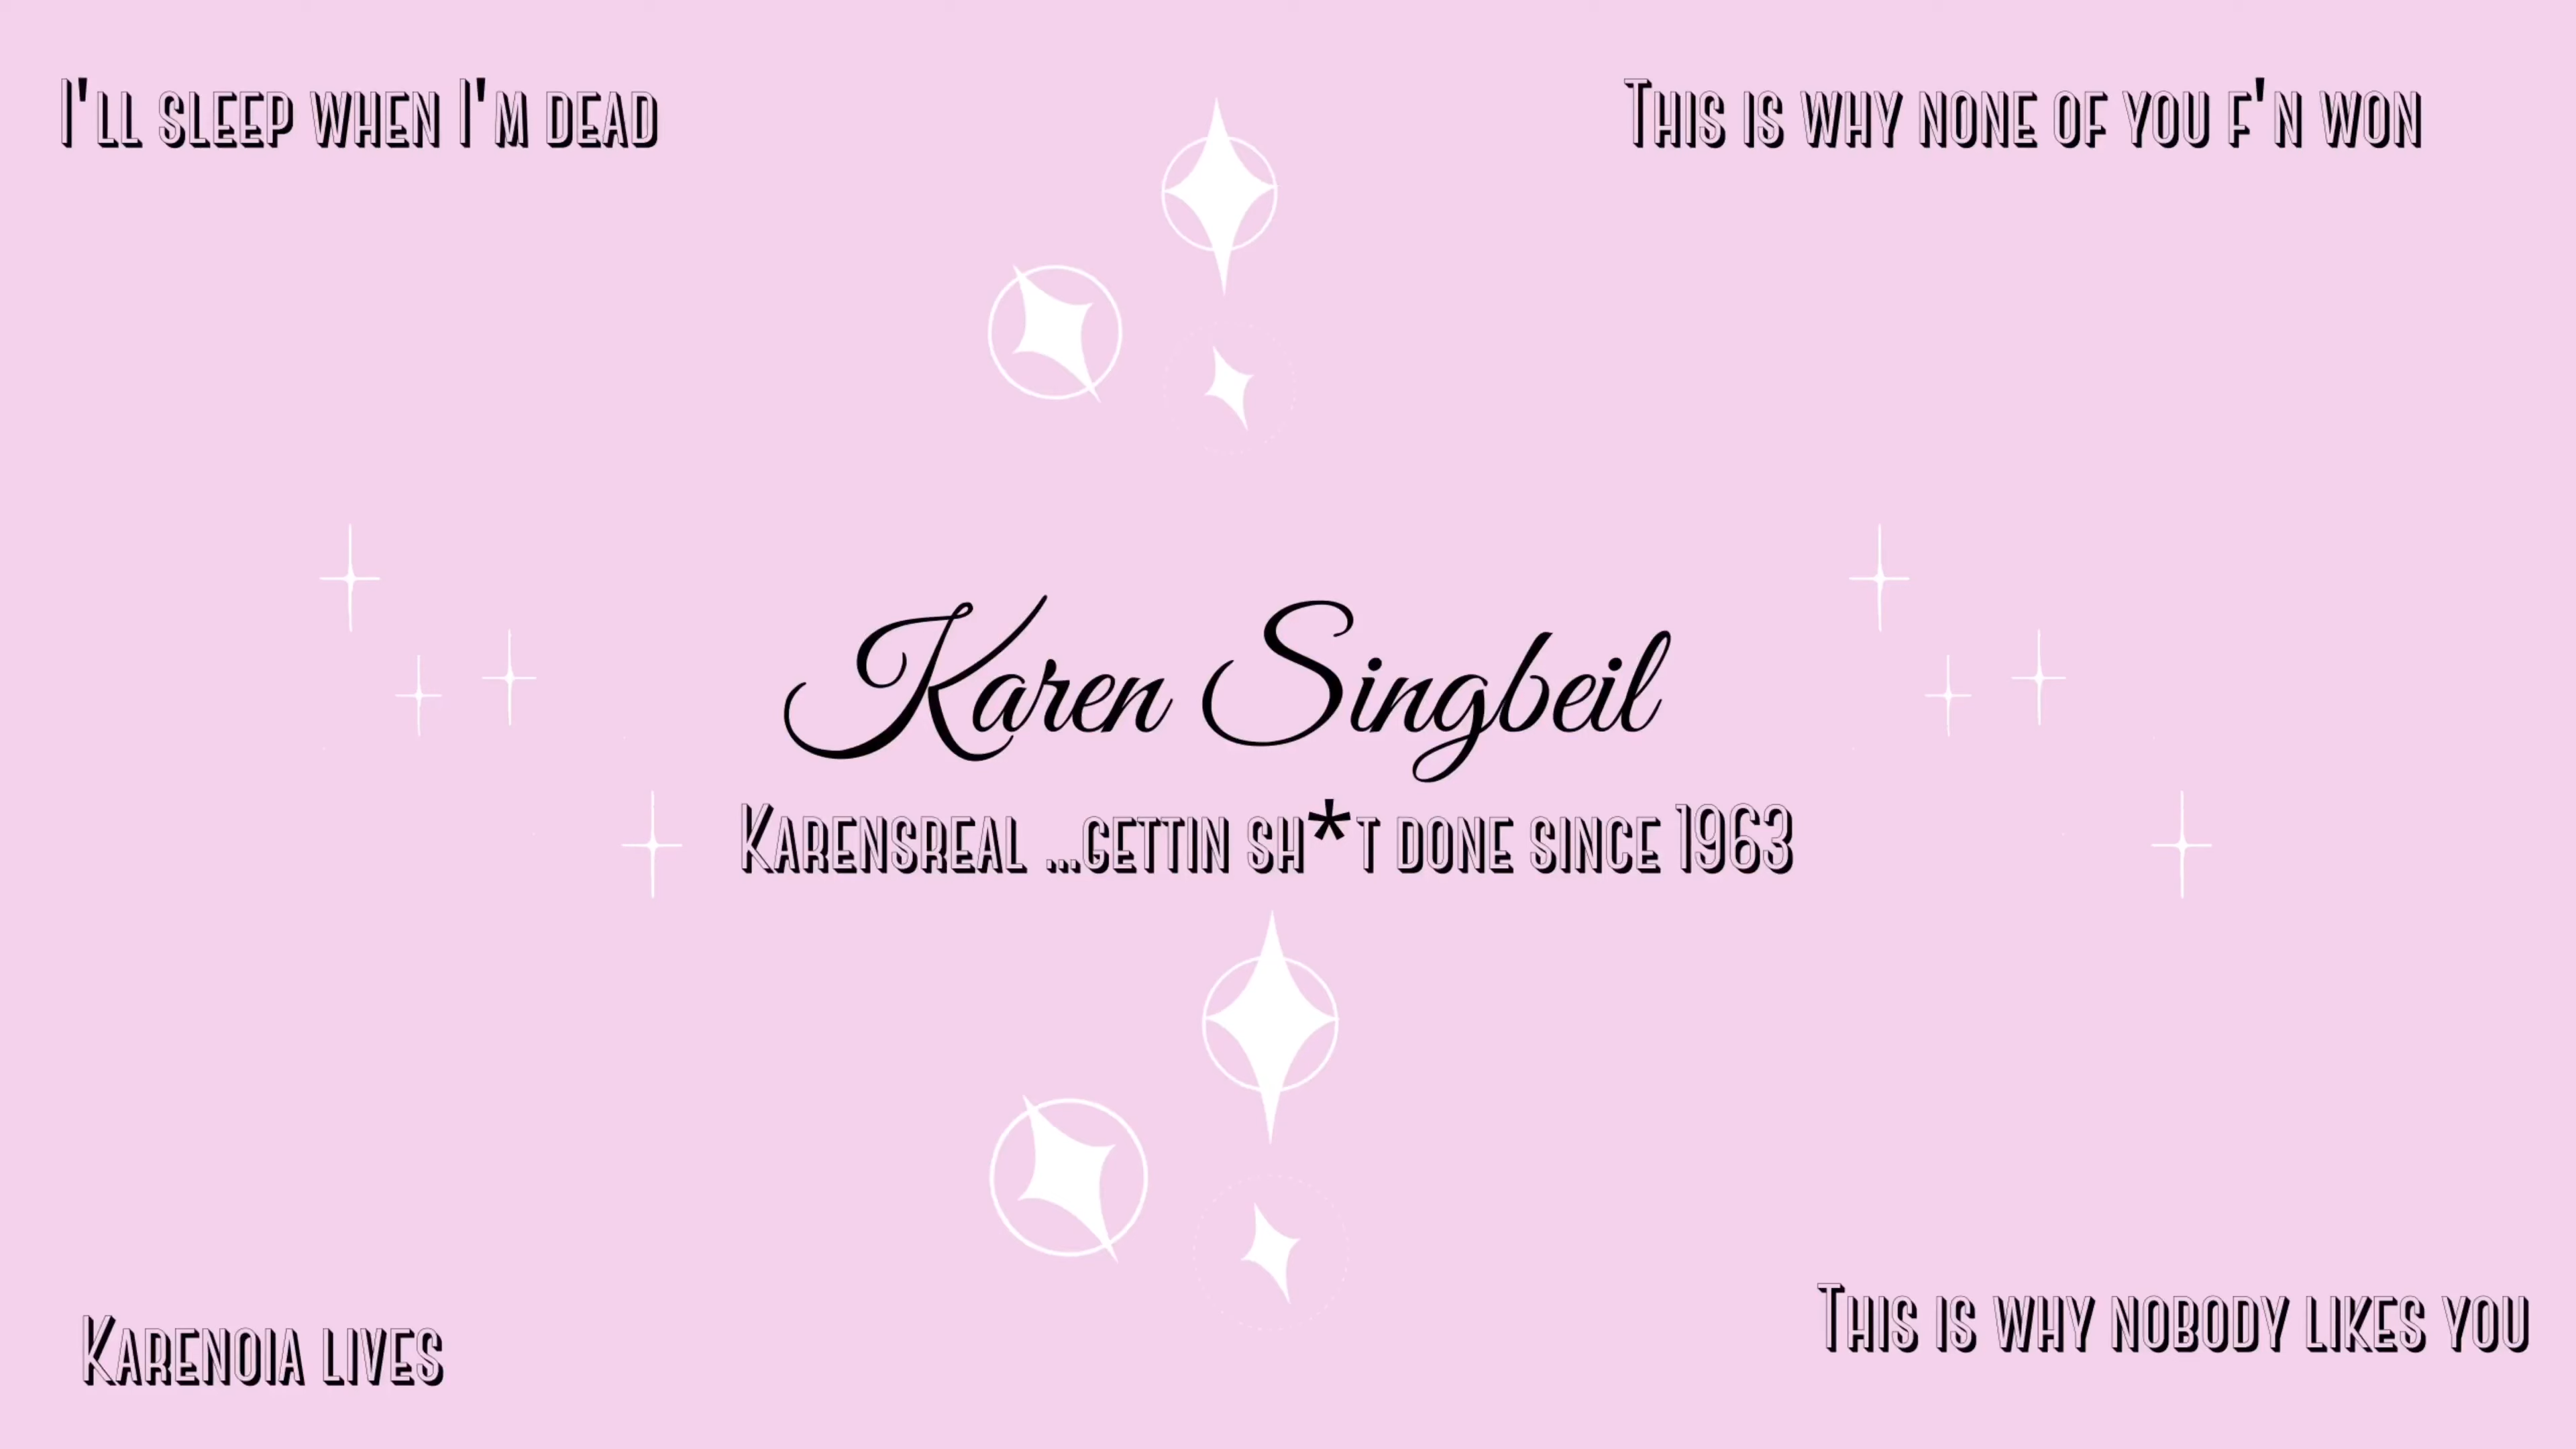 I'll sleep when I'm dead
This is why none of you f'n won
Karen Singbeil
Karensreal ...gettin sh*t done since 1963
Karenoia lives
This is why nobody likes you